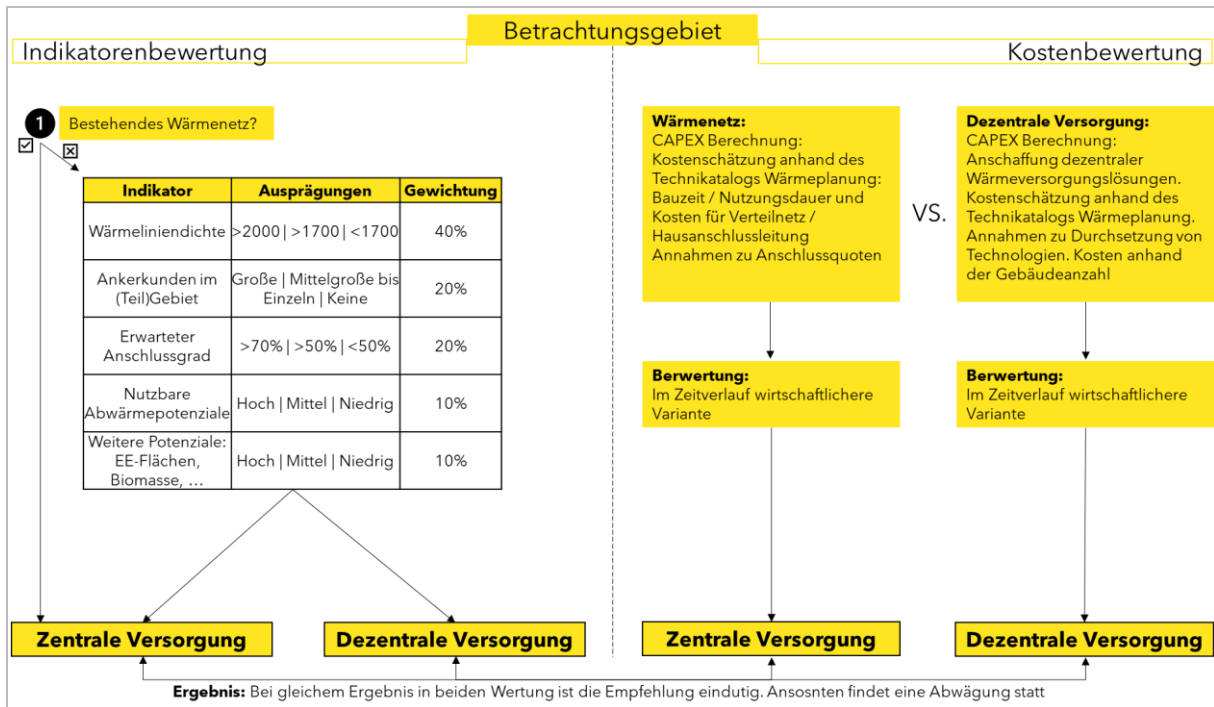 Betrachtungsgebiet
Indikatorenbewertung
Kostenbewertung
1
Bestehendes Wärmenetz?
Indikator
Ausprägungen
Gewichtung
Wärmeliniendichte
>2000 | >1700 | <1700
40%
Ankerkunden im
(Teil)Gebiet
Große | Mittelgroße bis
Einzeln | Keine
20%
Erwarteter
Anschlussgrad
>70% | >50% | <50%
20%
Nutzbare
Abwärmepotenziale
Hoch | Mittel | Niedrig
10%
Weitere Potenziale:
EE-Flächen,
Biomasse, ...
Hoch | Mittel | Niedrig
10%
Zentrale Versorgung
Dezentrale Versorgung
Wärmenetz:
CAPEX Berechnung:
Kostenschätzung anhand des
Technikatalogs Wärmeplanung:
Bauzeit / Nutzungsdauer und
Kosten für Verteilnetz /
Hausanschlussleitung
Annahmen zu Anschlussquoten
VS.
Dezentrale Versorgung:
CAPEX Berechnung:
Anschaffung dezentraler
Wärmeversorgungslösungen.
Kostenschätzung anhand des
Technikatalogs Wärmeplanung.
Annahmen zu Durchsetzung von
Technologien. Kosten anhand
der Gebäudeanzahl
Berwertung:
Im Zeitverlauf wirtschaftlichere
Variante
Berwertung:
Im Zeitverlauf wirtschaftlichere
Variante
Zentrale Versorgung
Dezentrale Versorgung
Ergebnis: Bei gleichem Ergebnis in beiden Wertung ist die Empfehlung eindutig. Ansosnten findet eine Abwägung statt